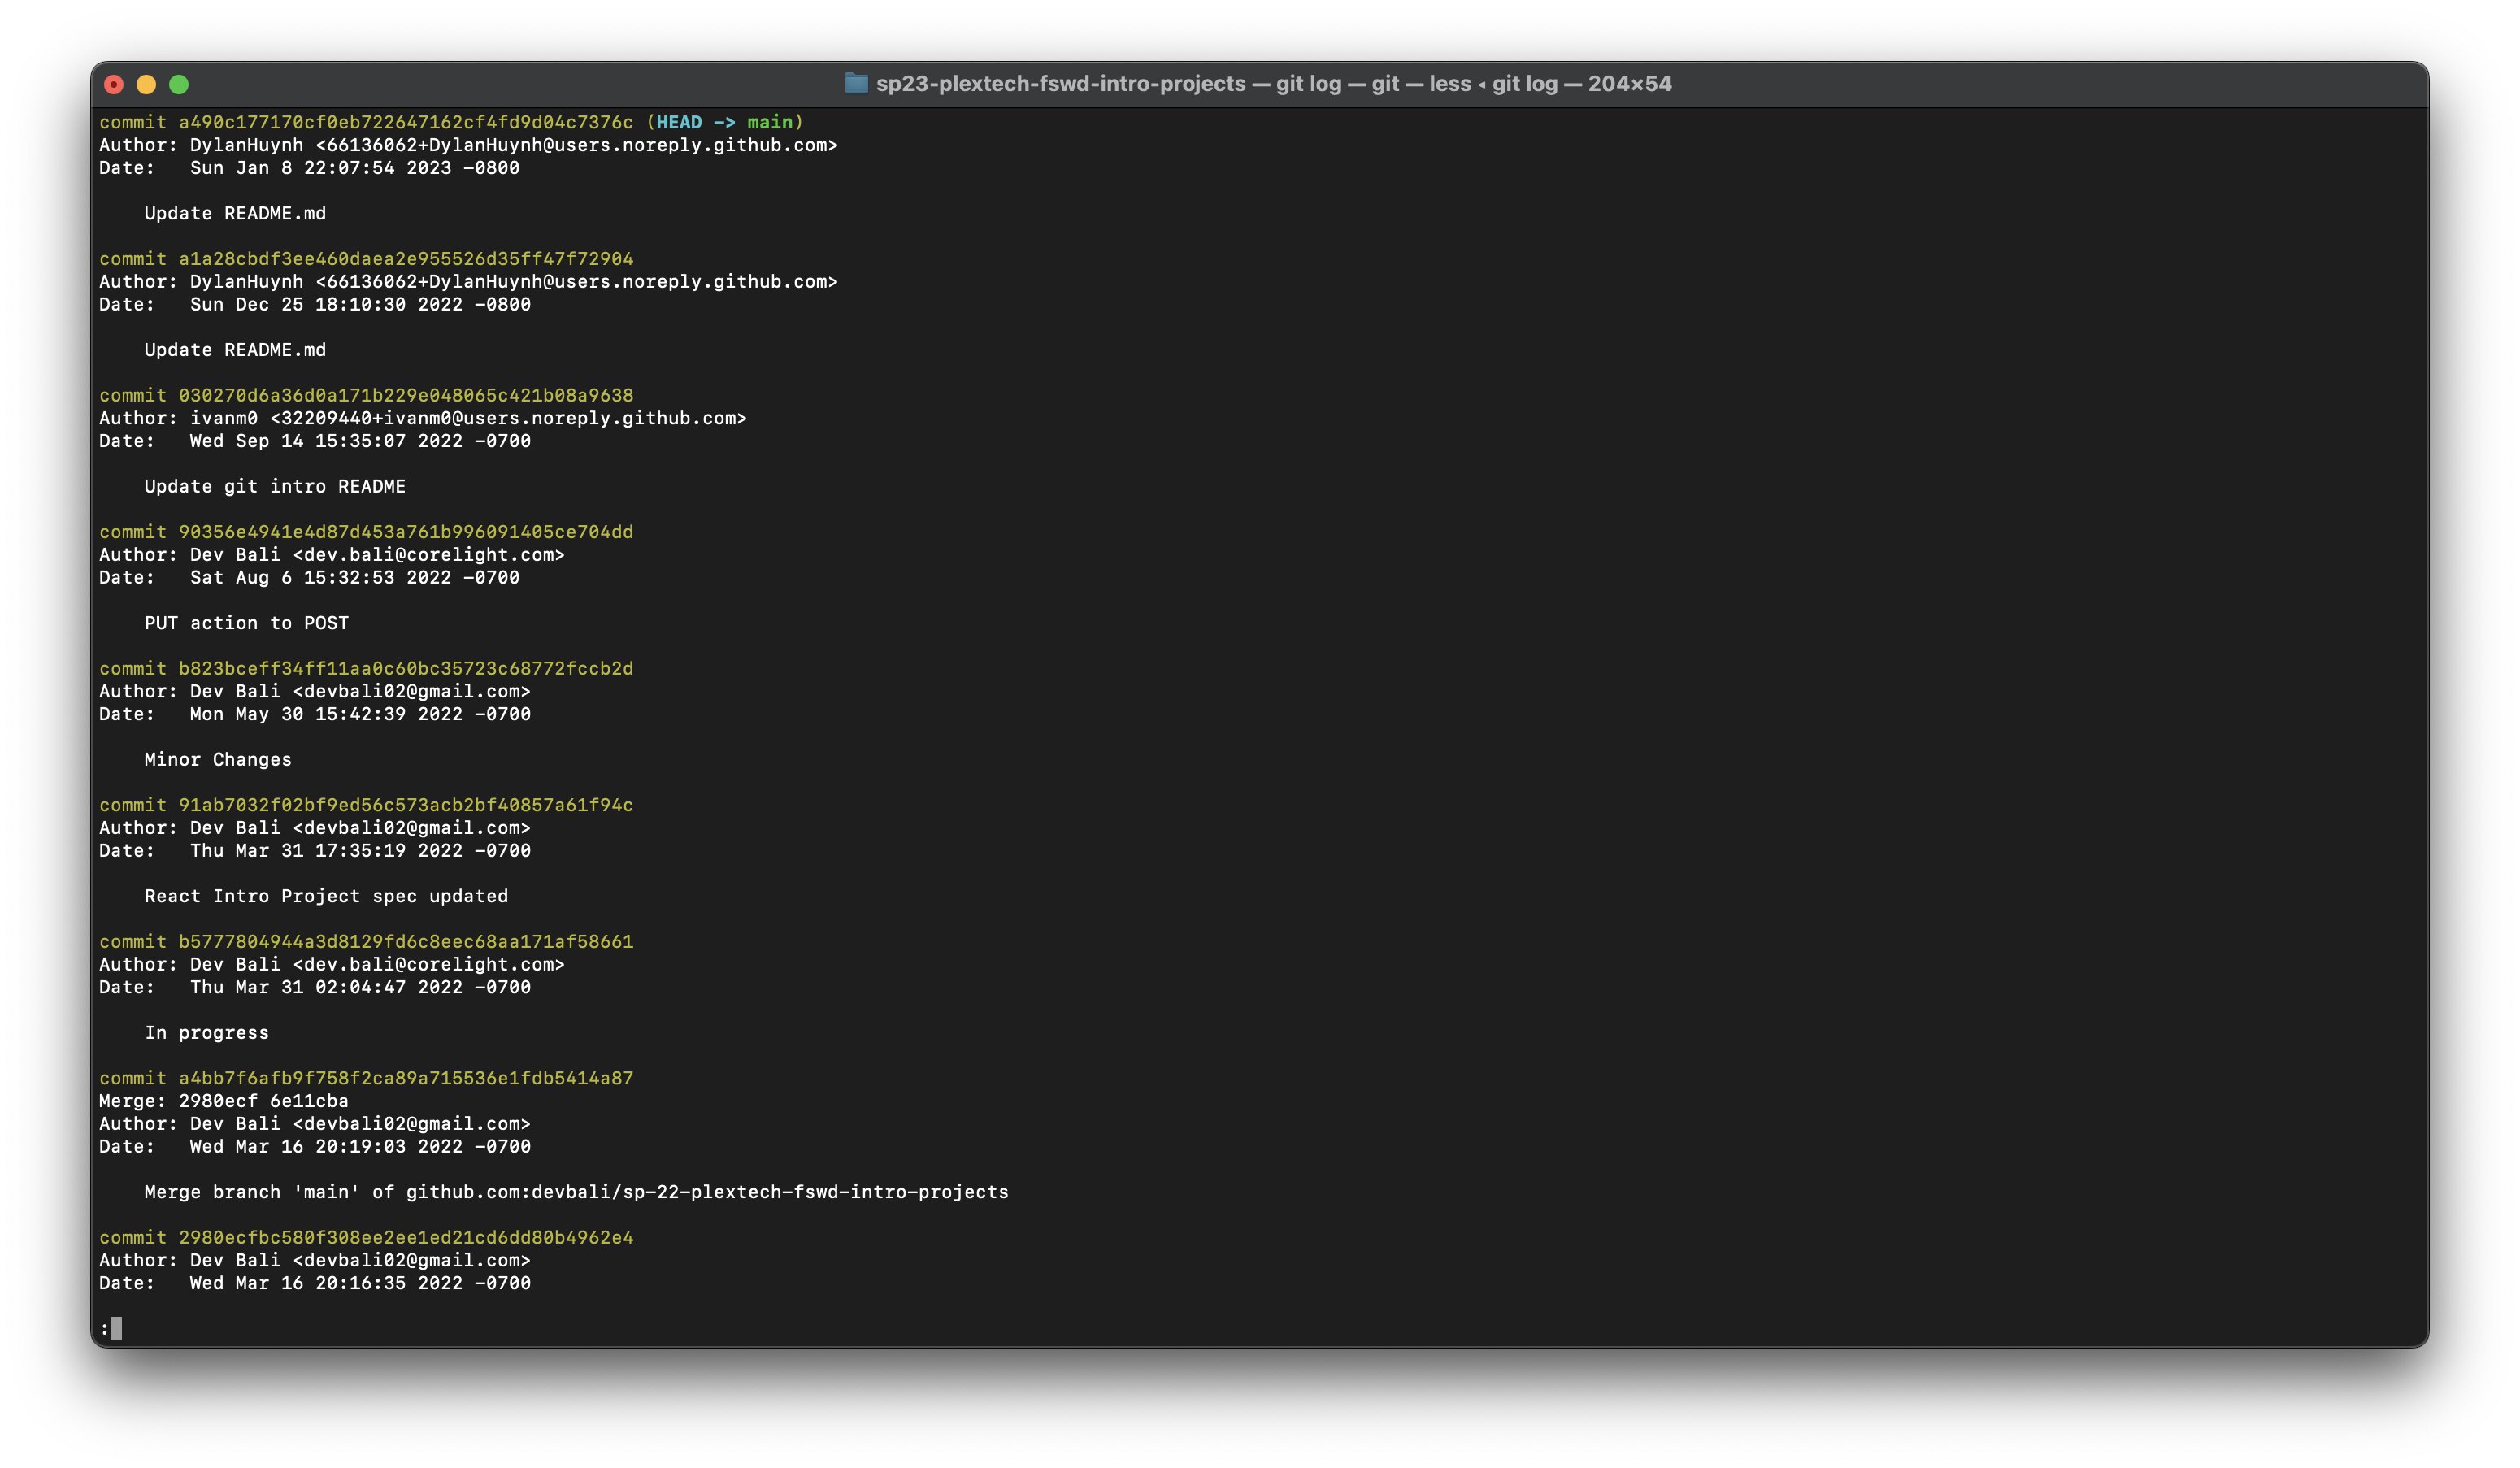 sp23-plextech-fswd-intro-projects — git log — git — less ◂ git log — 204×54
commit a490c177170cf0eb722647162cf4fd9d04c7376c (HEAD -> main)
Author: DylanHuynh <66136062+DylanHuynh@users.noreply.github.com>
Date:   Sun Jan 8 22:07:54 2023 -0800
Update README.md
commit a1a28cbdf3ee460daea2e955526d35ff47f72904
Author: DylanHuynh <66136062+DylanHuynh@users.noreply.github.com>
Date:   Sun Dec 25 18:10:30 2022 -0800
Update README.md
commit 030270d6a36d0a171b229e048065c421b08a9638
Author: ivanm0 <32209440+ivanm0@users.noreply.github.com>
Date:   Wed Sep 14 15:35:07 2022 -0700
Update git intro README
commit 90356e4941e4d87d453a761b996091405ce704dd
Author: Dev Bali <dev.bali@corelight.com>
Date:   Sat Aug 6 15:32:53 2022 -0700
PUT action to POST
commit b823bceff34ff11aa0c60bc35723c68772fccb2d
Author: Dev Bali <devbali02@gmail.com>
Date:   Mon May 30 15:42:39 2022 -0700
Minor Changes
commit 91ab7032f02bf9ed56c573acb2bf40857a61f94c
Author: Dev Bali <devbali02@gmail.com>
Date:   Thu Mar 31 17:35:19 2022 -0700
React Intro Project spec updated
commit b5777804944a3d8129fd6c8eec68aa171af58661
Author: Dev Bali <dev.bali@corelight.com>
Date:   Thu Mar 31 02:04:47 2022 -0700
In progress
commit a4bb7f6afb9f758f2ca89a715536e1fdb5414a87
Merge: 2980ecf 6e11cba
Author: Dev Bali <devbali02@gmail.com>
Date:   Wed Mar 16 20:19:03 2022 -0700
Merge branch 'main' of github.com:devbali/sp-22-plextech-fswd-intro-projects
commit 2980ecfbc580f308ee2ee1ed21cd6dd80b4962e4
Author: Dev Bali <devbali02@gmail.com>
Date:   Wed Mar 16 20:16:35 2022 -0700
: